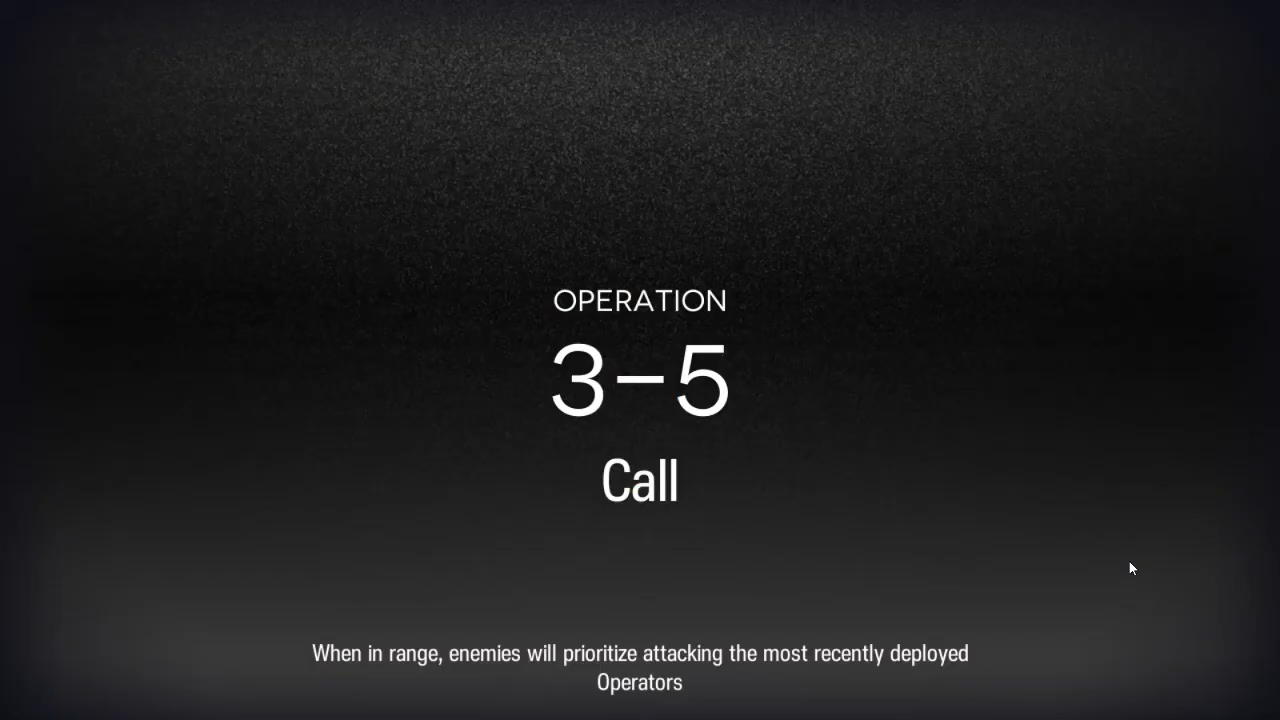 OPERATION
3-5
Call
When in range, enemies will prioritize attacking the most recently deployed
Operators